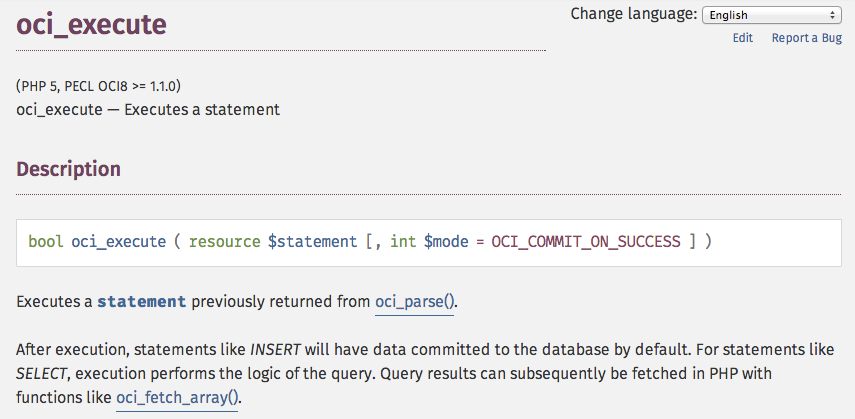 oci_execute
Change language: English
Edit Report a Bug
(PHP 5, PECL OCI8 >= 1.1.0)
oci_execute — Executes a statement
Description
bool oci_execute ( resource $statement [, int $mode = OCI_COMMIT_ON_SUCCESS ] )
Executes a statement previously returned from oci_parse().
After execution, statements like INSERT will have data committed to the database by default. For statements like
SELECT, execution performs the logic of the query. Query results can subsequently be fetched in PHP with
functions like oci_fetch_array().